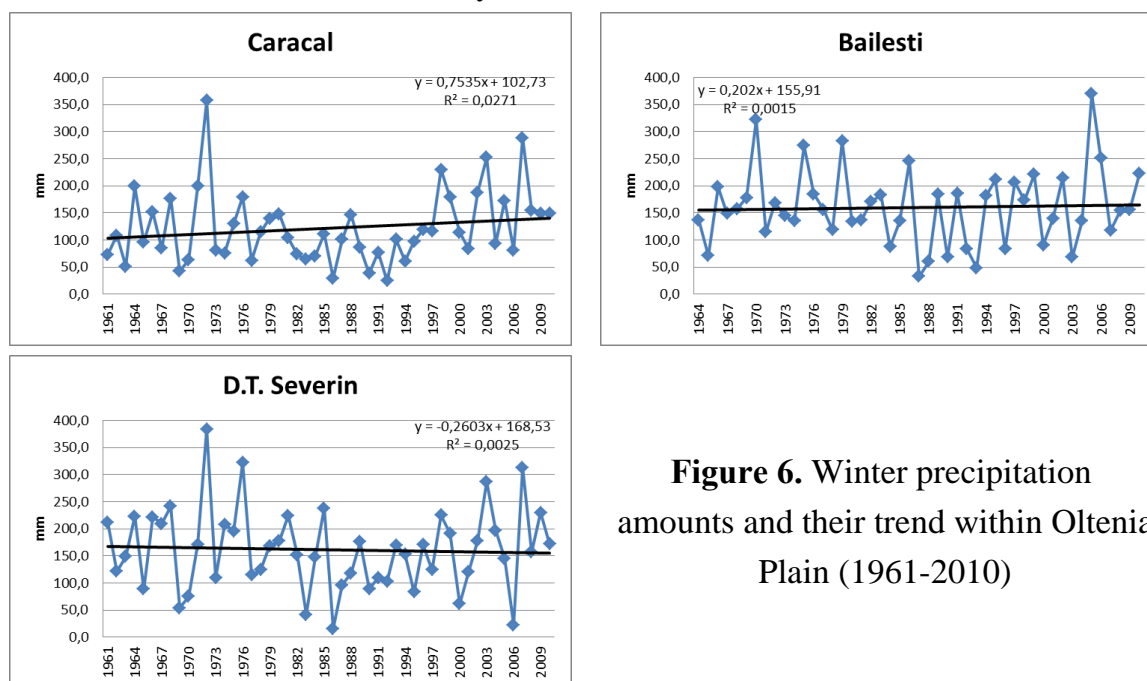 Caracal
y = 0,7535x + 102,73
R² = 0,0271
400,0
350,0
300,0
250,0
200,0
150,0
100,0
50,0
0,0
mm
1961 1964 1967 1970 1973 1976 1979 1982 1985 1988 1991 1994 1997 2000 2003 2006 2009
Bailesti
y = 0,202x + 155,91
R² = 0,0015
400,0
350,0
300,0
250,0
200,0
150,0
100,0
50,0
0,0
mm
1964 1967 1970 1973 1976 1979 1982 1985 1988 1991 1994 1997 2000 2003 2006 2009
D.T. Severin
y = -0,2603x + 168,53
R² = 0,0025
400,0
350,0
300,0
250,0
200,0
150,0
100,0
50,0
0,0
mm
1961 1964 1967 1970 1973 1976 1979 1982 1985 1988 1991 1994 1997 2000 2003 2006 2009
Figure 6. Winter precipitation
amounts and their trend within Oltenia
Plain (1961-2010)